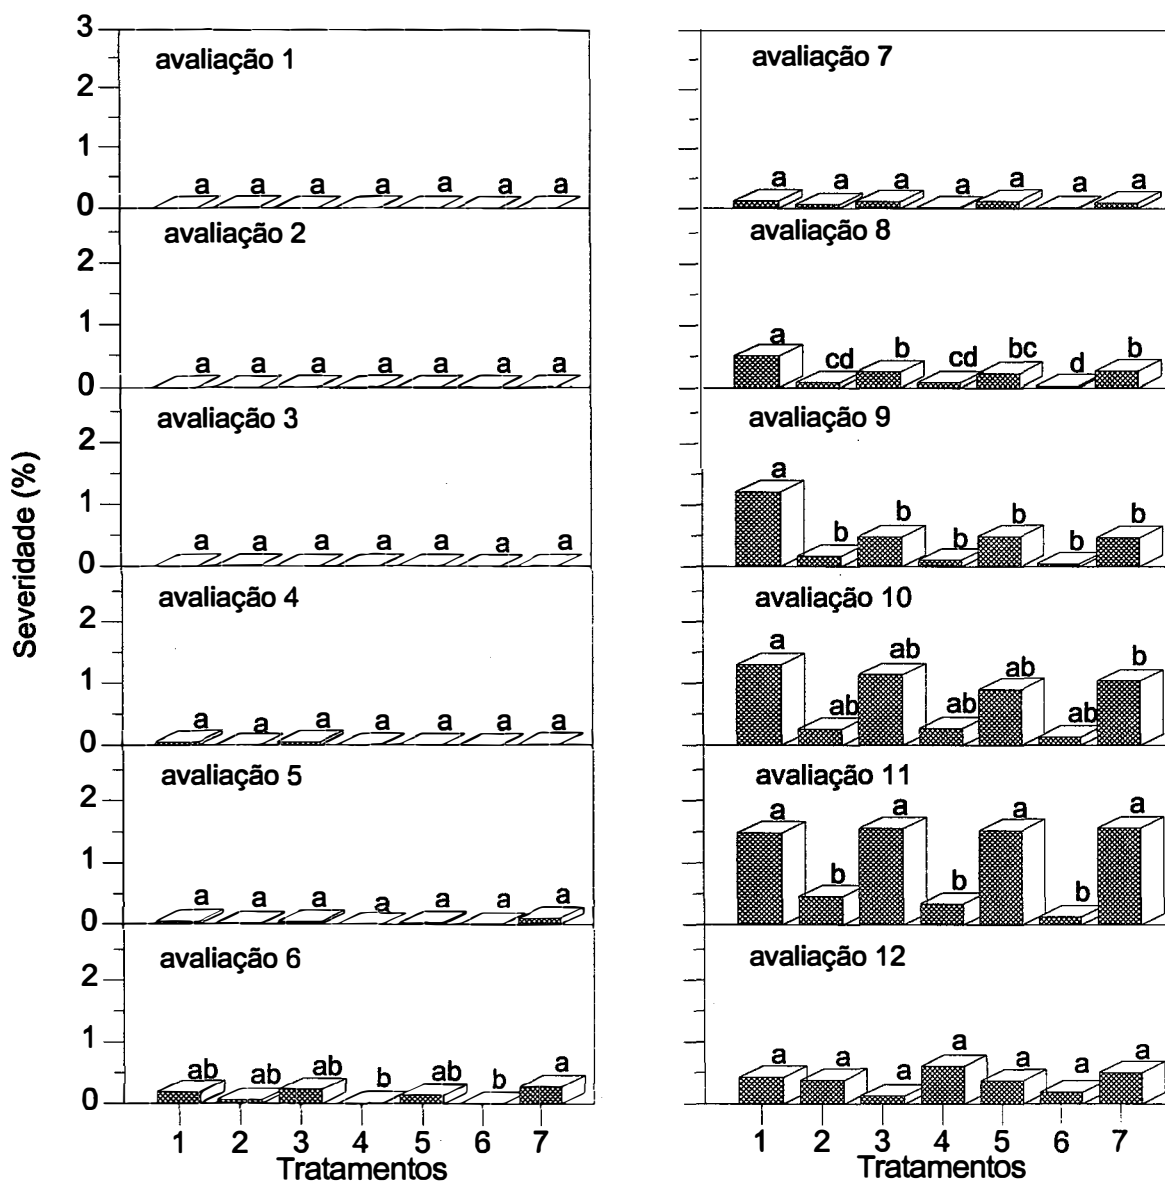 Severidade (%)
3
avaliação 1
2
1
a a a a a a a
0
avaliação 2
2
1
a a a a a a a
0
avaliação 3
2
1
a a a a a a a
0
avaliação 4
2
1
a a a a a a a
0
avaliação 5
2
1
a a a a a a a
0
avaliação 6
2
1
ab ab ab b ab b a
0
1 2 3 4 5 6 7
Tratamentos
avaliação 7
a a a a a a a
avaliação 8
a cd b cd bc d b
avaliação 9
a b b b b b b
avaliação 10
a ab ab ab ab ab b
avaliação 11
a b a b a b a
avaliação 12
a a a a a a a
1 2 3 4 5 6 7
Tratamentos